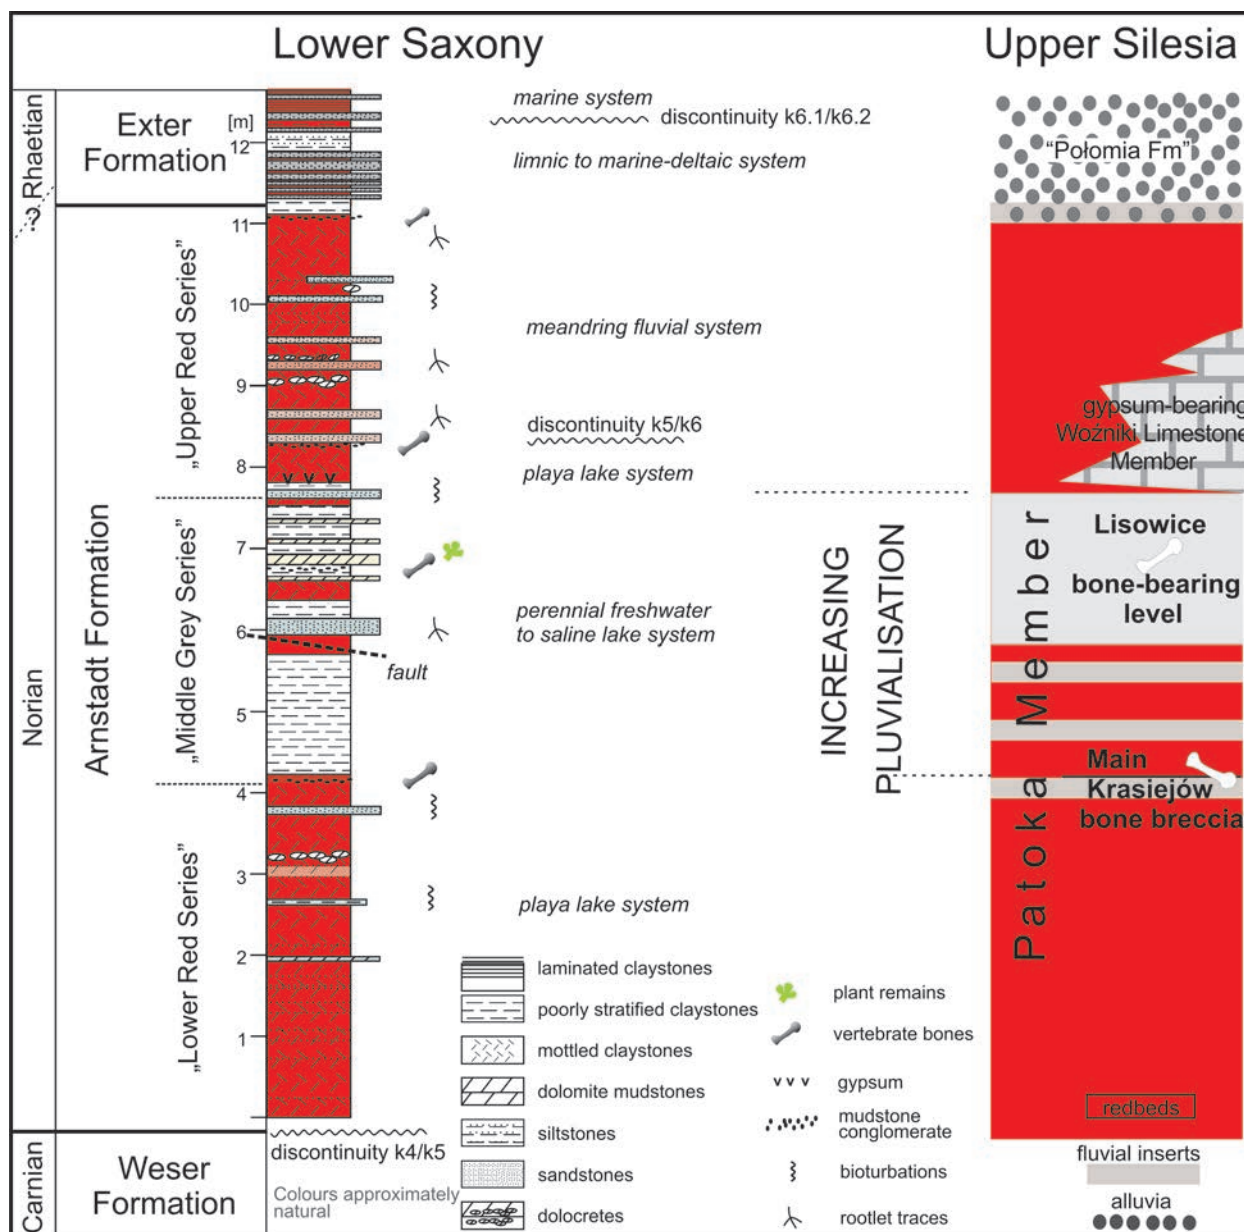 Lower Saxony
Upper Silesia
Rhaetian
?
Norian
Carnian
Exter
Formation
Arnstadt Formation
Weser
Formation
„Upper Red Series”
„Middle Grey Series”
„Lower Red Series”
[m]
12
11
10
9
8
7
6
5
4
3
2
1
marine system
discontinuity k6.1/k6.2
limnic to marine-deltaic system
meandring fluvial system
discontinuity k5/k6
playa lake system
perennial freshwater
to saline lake system
fault
playa lake system
discontinuity k4/k5
Colours approximately
natural
laminated claystones
poorly stratified claystones
mottled claystones
dolomite mudstones
siltstones
sandstones
dolocretes
plant remains
vertebrate bones
gypsum
mudstone
conglomerate
bioturbations
rootlet traces
INCREASING
PLUVIALISATION
"Połomia Fm"
gypsum-bearing
Woźniki Limestone
Member
Patoka Member
Lisowice
bone-bearing
level
Main
Krasiejów
bone breccia
redbeds
fluvial inserts
alluvia